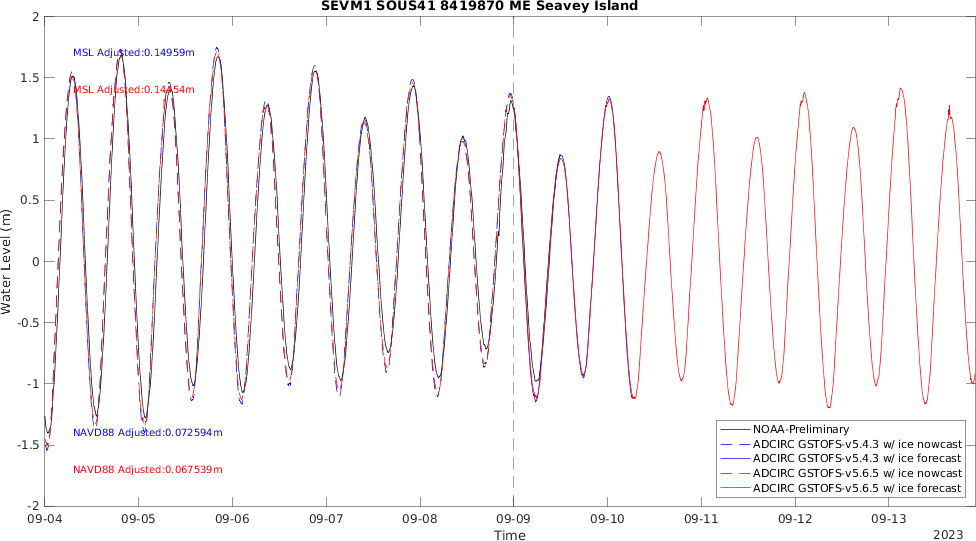 SEVM1 SOUS41 8419870 ME Seavey Island
2
1.5
1
0.5
0
-0.5
-1
-1.5
-2
Water Level (m)
MSL Adjusted:0.14959m
MSL Adjusted:0.14454m
NAVD88 Adjusted:0.072594m
NAVD88 Adjusted:0.067539m
NOAA-Preliminary
ADCIRC GSTOFS-v5.4.3 w/ ice nowcast
ADCIRC GSTOFS-v5.4.3 w/ ice forecast
ADCIRC GSTOFS-v5.6.5 w/ ice nowcast
ADCIRC GSTOFS-v5.6.5 w/ ice forecast
09-04 09-05 09-06 09-07 09-08 09-09 09-10 09-11 09-12 09-13
Time
2023